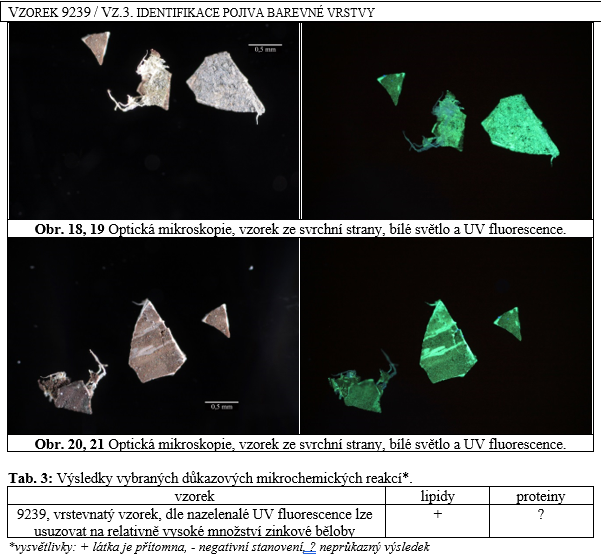 VZOREK 9239 / VZ.3. IDENTIFIKACE POJIVA BAREVNÉ VRSTVY
0,5 mm
Obr. 18, 19 Optická mikroskopie, vzorek ze svrchní strany, bílé světlo a UV fluorescence.
0,5 mm
Obr. 20, 21 Optická mikroskopie, vzorek ze svrchní strany, bílé světlo a UV fluorescence.
Tab. 3: Výsledky vybraných důkazových mikrochemických reakcí*.
vzorek lipidy proteiny
9239, vrstevnatý vzorek, dle nazelenalé UV fluorescence lze + ?
usuzovat na relativně vysoké množství zinkové běloby
*vysvětlivky: + látka je přítomna, - negativní stanovení, ? neprůkazný výsledek